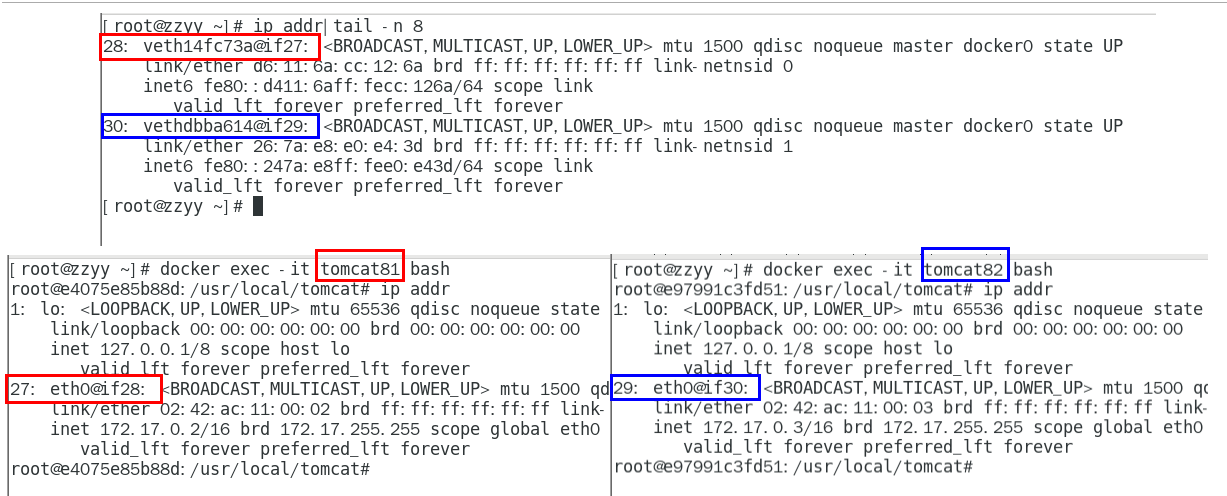 [root@zzyy ~]# ip addr| tail -n 8
28: veth14fc73a@if27: <BROADCAST,MULTICAST,UP,LOWER_UP> mtu 1500 qdisc noqueue master docker0 state UP
link/ether d6:11:6a:cc:12:6a brd ff:ff:ff:ff:ff:ff link-netnsid 0
inet6 fe80::d411:6aff:fecc:126a/64 scope link
valid_lft forever preferred_lft forever
30: vethdbba614@if29: <BROADCAST,MULTICAST,UP,LOWER_UP> mtu 1500 qdisc noqueue master docker0 state UP
link/ether 26:7a:e8:e0:e4:3d brd ff:ff:ff:ff:ff:ff link-netnsid 1
inet6 fe80::247a:e8ff:fee0:e43d/64 scope link
valid_lft forever preferred_lft forever
[root@zzyy ~]#
[root@zzyy ~]# docker exec -it tomcat81 bash
root@e4075e85b88d:/usr/local/tomcat# ip addr
1: lo: <LOOPBACK,UP,LOWER_UP> mtu 65536 qdisc noqueue state
link/loopback 00:00:00:00:00:00 brd 00:00:00:00:00:00
inet 127.0.0.1/8 scope host lo
valid_lft forever preferred_lft forever
27: eth0@if28: <BROADCAST,MULTICAST,UP,LOWER_UP> mtu 1500 qd
link/ether 02:42:ac:11:00:02 brd ff:ff:ff:ff:ff:ff link-
inet 172.17.0.2/16 brd 172.17.255.255 scope global eth0
valid_lft forever preferred_lft forever
root@e4075e85b88d:/usr/local/tomcat#
[root@zzyy ~]# docker exec -it tomcat82 bash
root@e97991c3fd51:/usr/local/tomcat# ip addr
1: lo: <LOOPBACK,UP,LOWER_UP> mtu 65536 qdisc noqueue state
link/loopback 00:00:00:00:00:00 brd 00:00:00:00:00:00
inet 127.0.0.1/8 scope host lo
valid_lft forever preferred_lft forever
29: eth0@if30: <BROADCAST,MULTICAST,UP,LOWER_UP> mtu 1500 qd
link/ether 02:42:ac:11:00:03 brd ff:ff:ff:ff:ff:ff link-
inet 172.17.0.3/16 brd 172.17.255.255 scope global eth0
valid_lft forever preferred_lft forever
root@e97991c3fd51:/usr/local/tomcat#